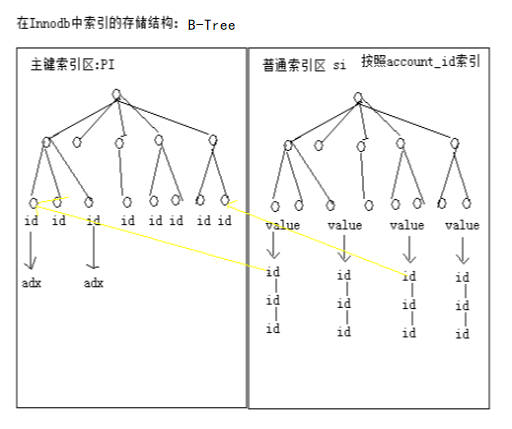 在Innodb中索引的存储结构: B-Tree
主键索引区:PI
普通索引区 si 按照account_id索引
id id id id id id id id
value value value value
adx adx
id id id id
id id id id
id id id id